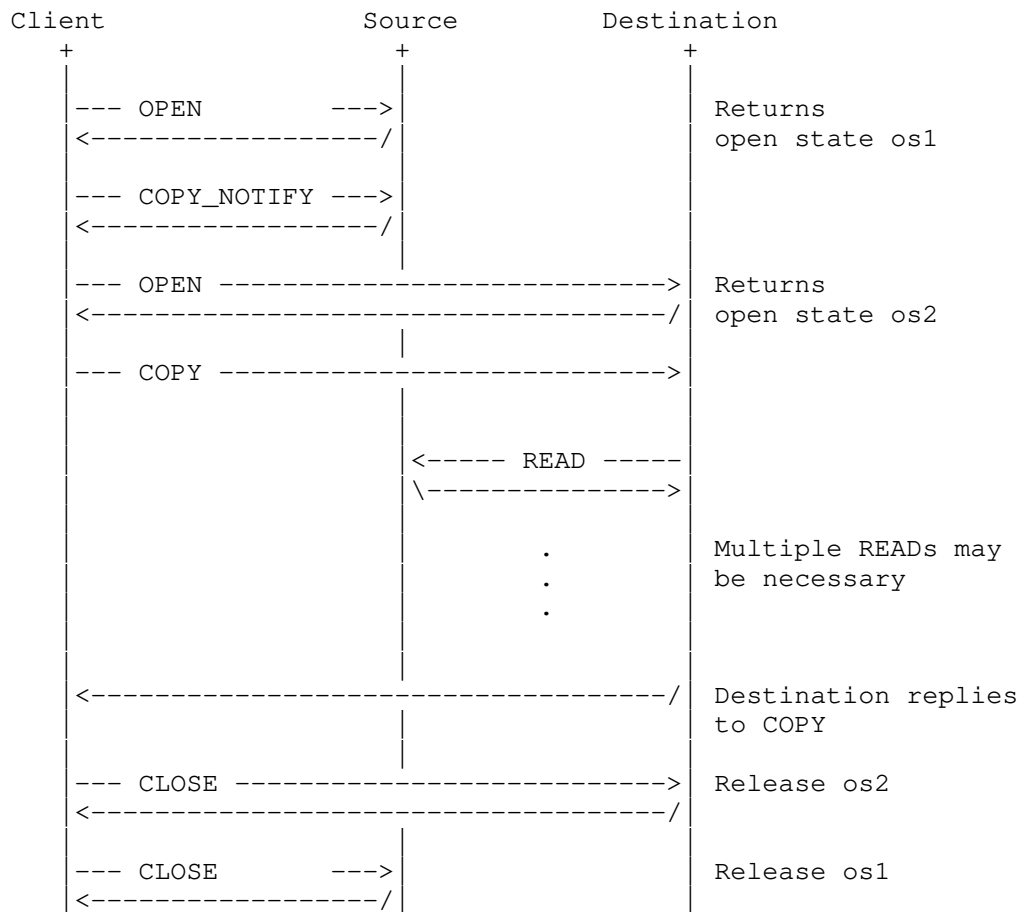 Client                Source         Destination
   +                    +                 +
   |                    |                 |
   |--- OPEN        --->|                 | Returns
   |<------------------/|                 | open state os1
   |                    |                 |
   |--- COPY_NOTIFY --->|                 |
   |<------------------/|                 |
   |                    |                 |
   |--- OPEN ---------------------------->| Returns
   |<------------------------------------/| open state os2
   |                    |                 |
   |--- COPY ---------------------------->|
   |                    |                 |
   |                    |                 |
   |                    |<----- READ -----|
   |                    |\--------------->|
   |                    |                 |
   |                    |        .        | Multiple READs may
   |                    |        .        | be necessary
   |                    |        .        |
   |                    |                 |
   |                    |                 |
   |<------------------------------------/| Destination replies
   |                    |                 | to COPY
   |                    |                 |
   |--- CLOSE --------------------------->| Release os2
   |<------------------------------------/|
   |                    |                 |
   |--- CLOSE       --->|                 | Release os1
   |<------------------/|                 |